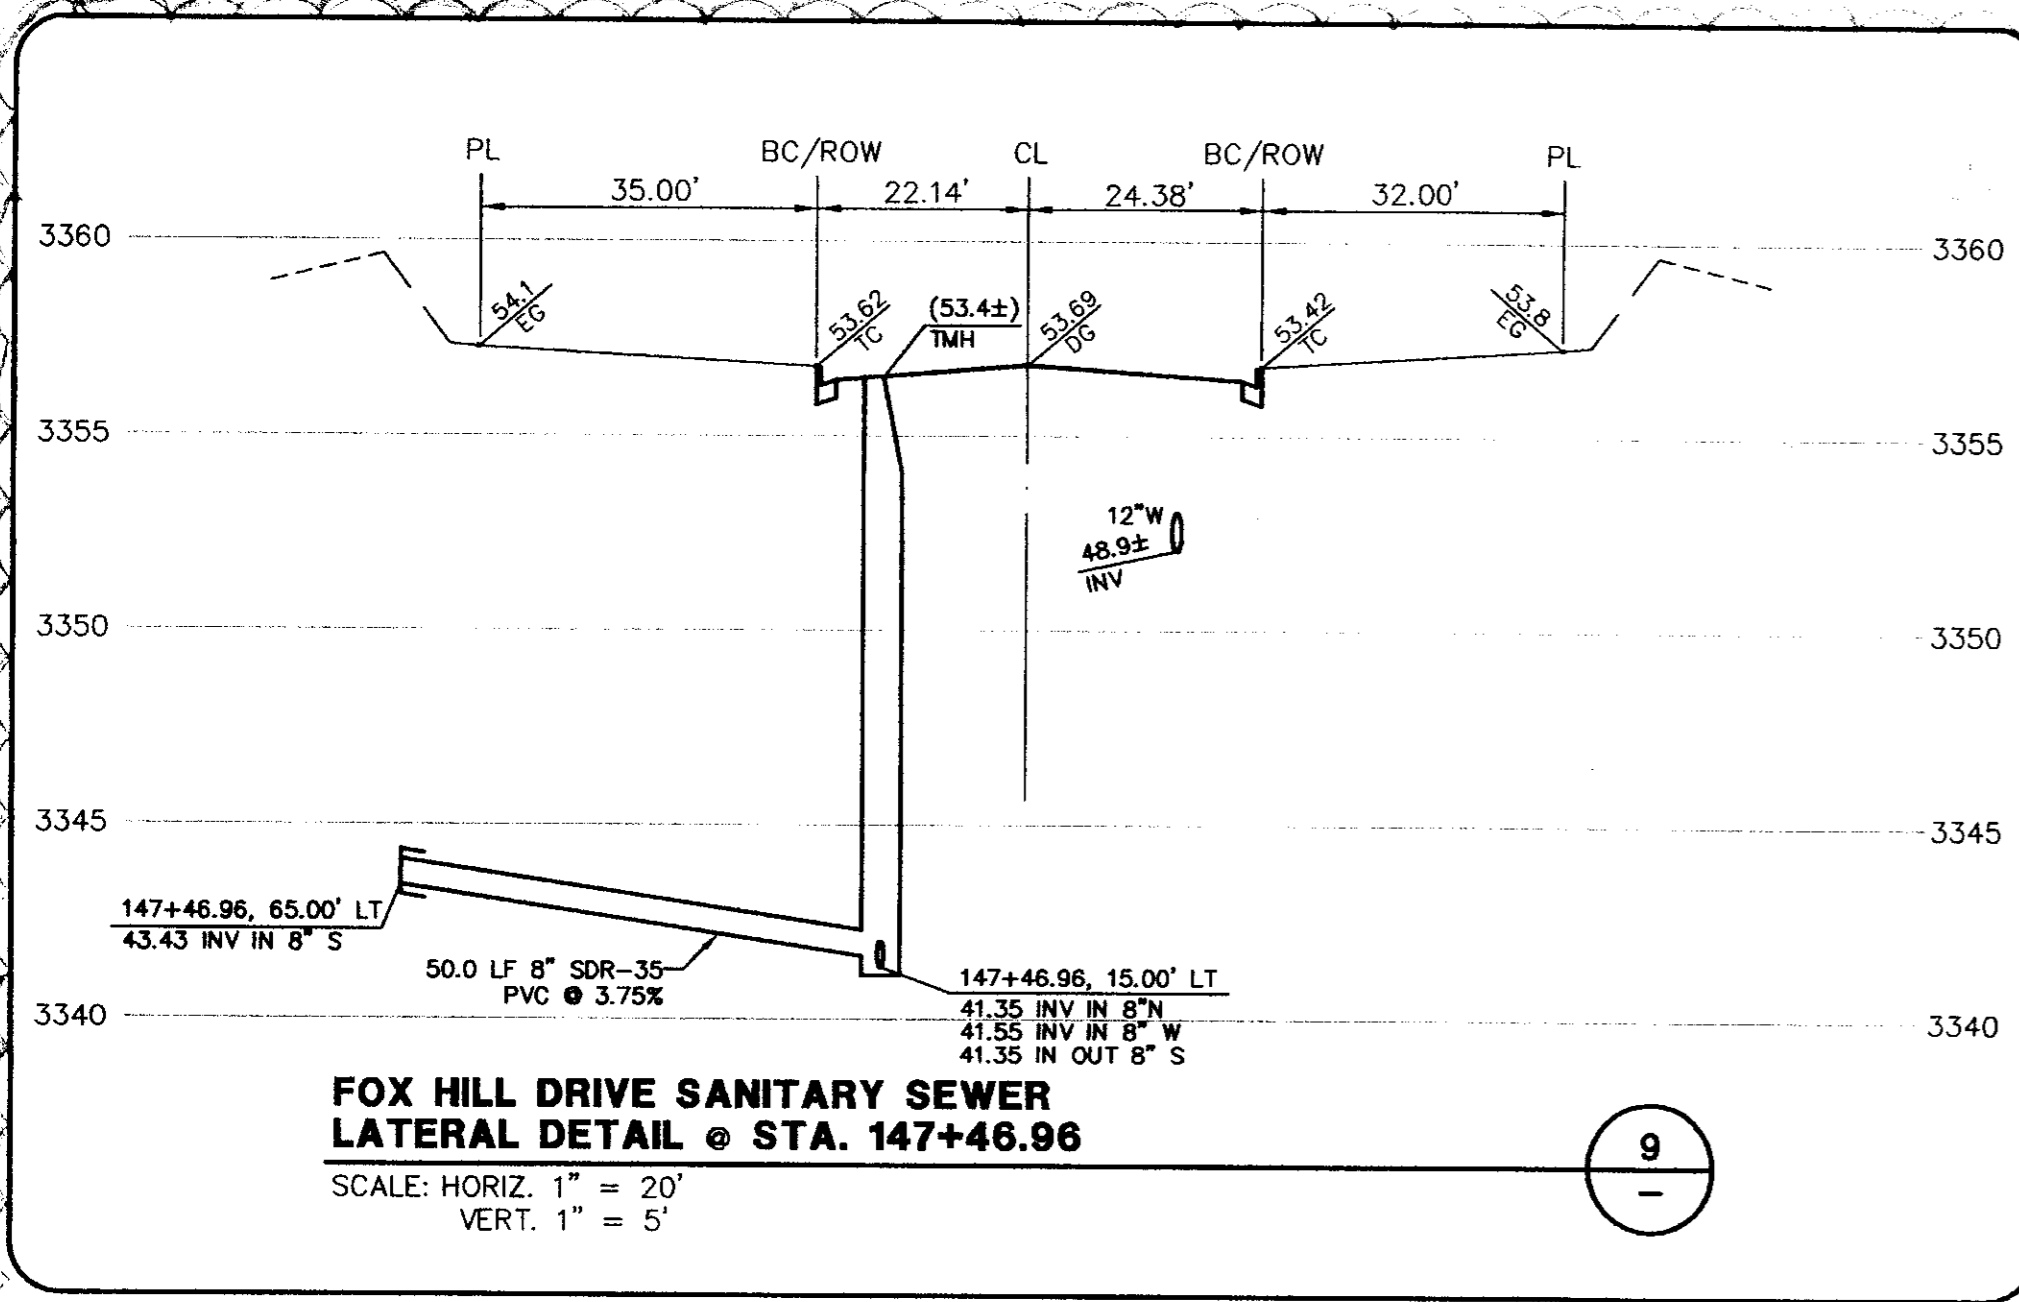 PL
BC/ROW
CL
BC/ROW
PL
35.00'
22.14'
24.38'
32.00'
3360
3360
54.1
EG
53.62
TC
(53.4±)
TMH
53.69
DG
53.42
TC
53.8
EG
3355
3355
12"W
48.9±
INV
3350
3350
3345
3345
147+46.96, 65.00' LT
43.43 INV IN 8" S
50.0 LF 8" SDR-35
PVC @ 3.75%
147+46.96, 15.00' LT
41.35 INV IN 8"N
41.55 INV IN 8" W
41.35 IN OUT 8" S
3340
3340
FOX HILL DRIVE SANITARY SEWER
LATERAL DETAIL @ STA. 147+46.96
SCALE: HORIZ. 1" = 20'
VERT. 1" = 5'
9
–